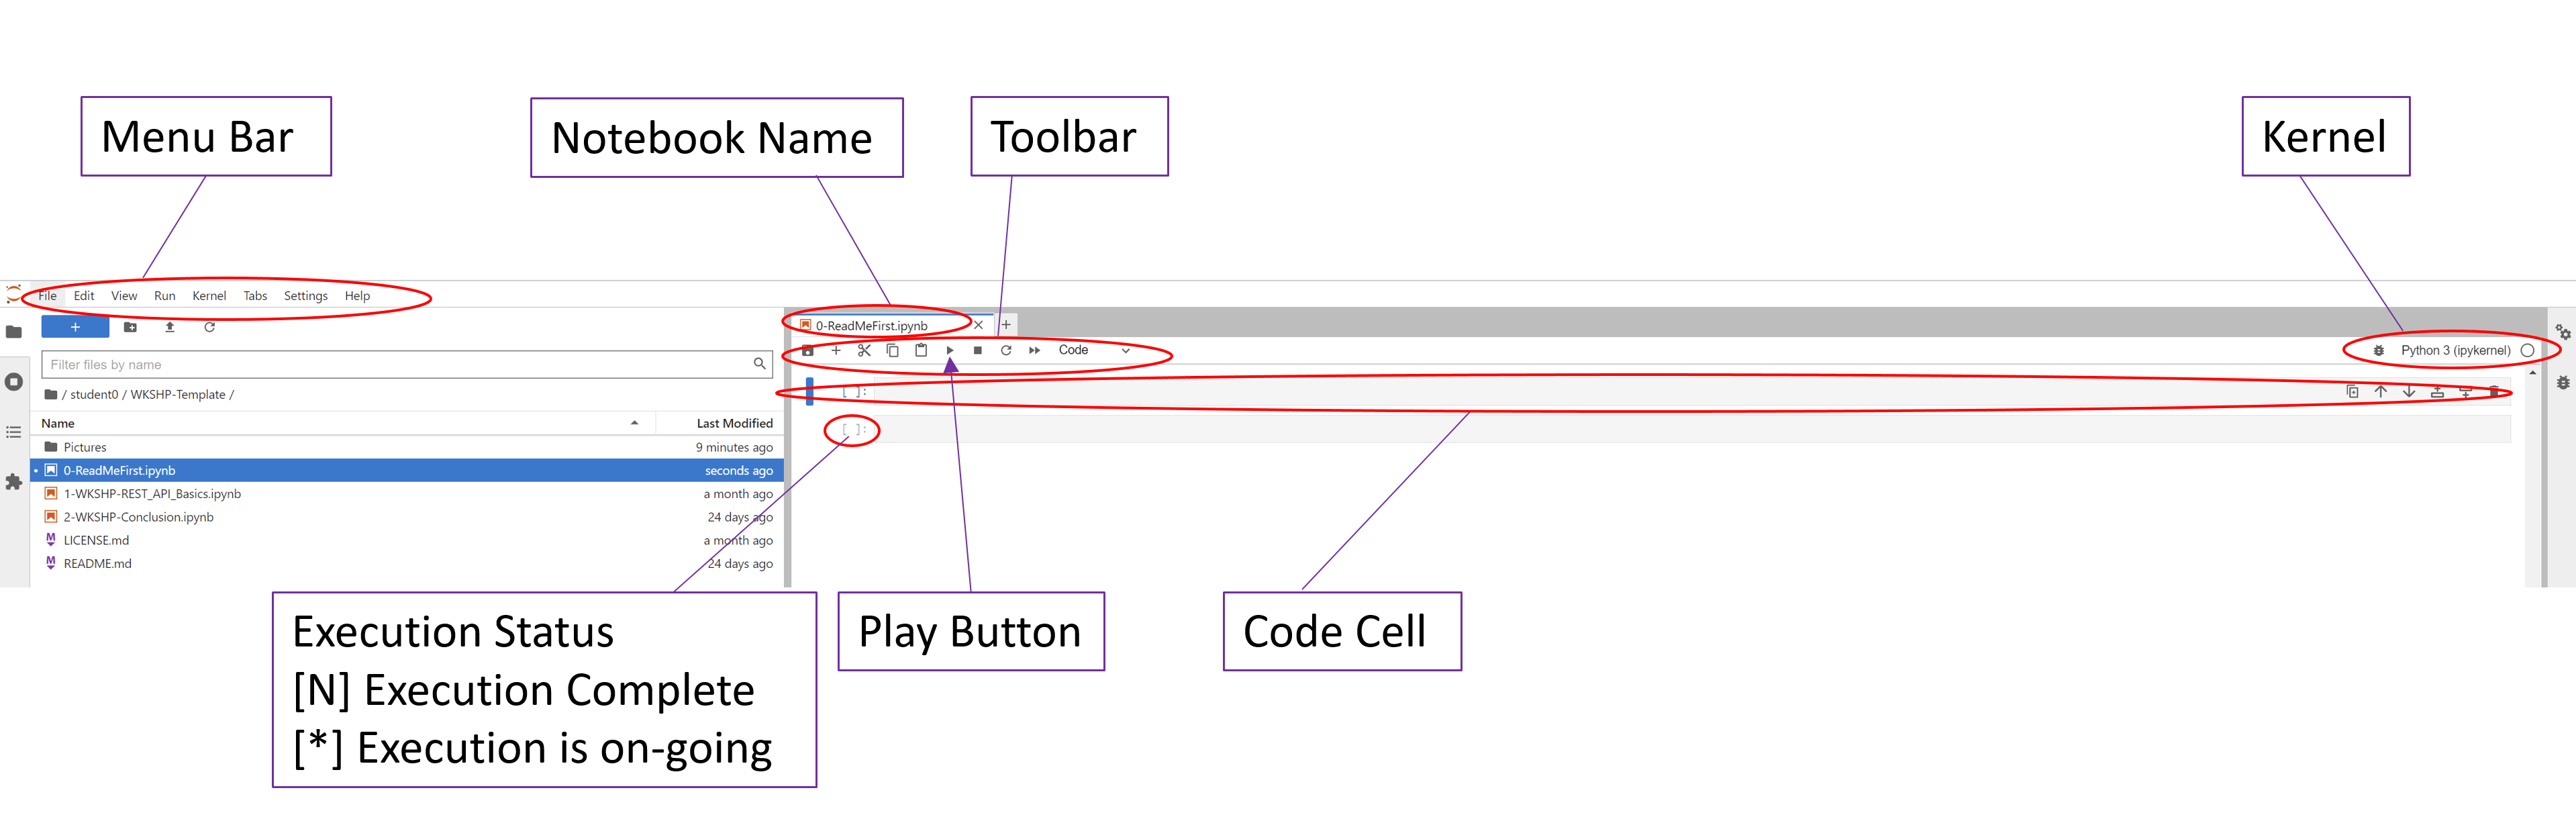 Menu Bar
Notebook Name
Toolbar
Kernel
File Edit View Run Kernel Tabs Settings Help
0-ReadMeFirst.ipynb
Code
Python 3 (ipykernel)
Filter files by name
/ student0 / WKSHP-Template /
Name Last Modified
Pictures 9 minutes ago
0-ReadMeFirst.ipynb seconds ago
1-WKSHP-REST_API_Basics.ipynb a month ago
2-WKSHP-Conclusion.ipynb 24 days ago
LICENSE.md a month ago
README.md 24 days ago
[ ]:
[ ]:
Execution Status
[N] Execution Complete
[*] Execution is on-going
Play Button
Code Cell